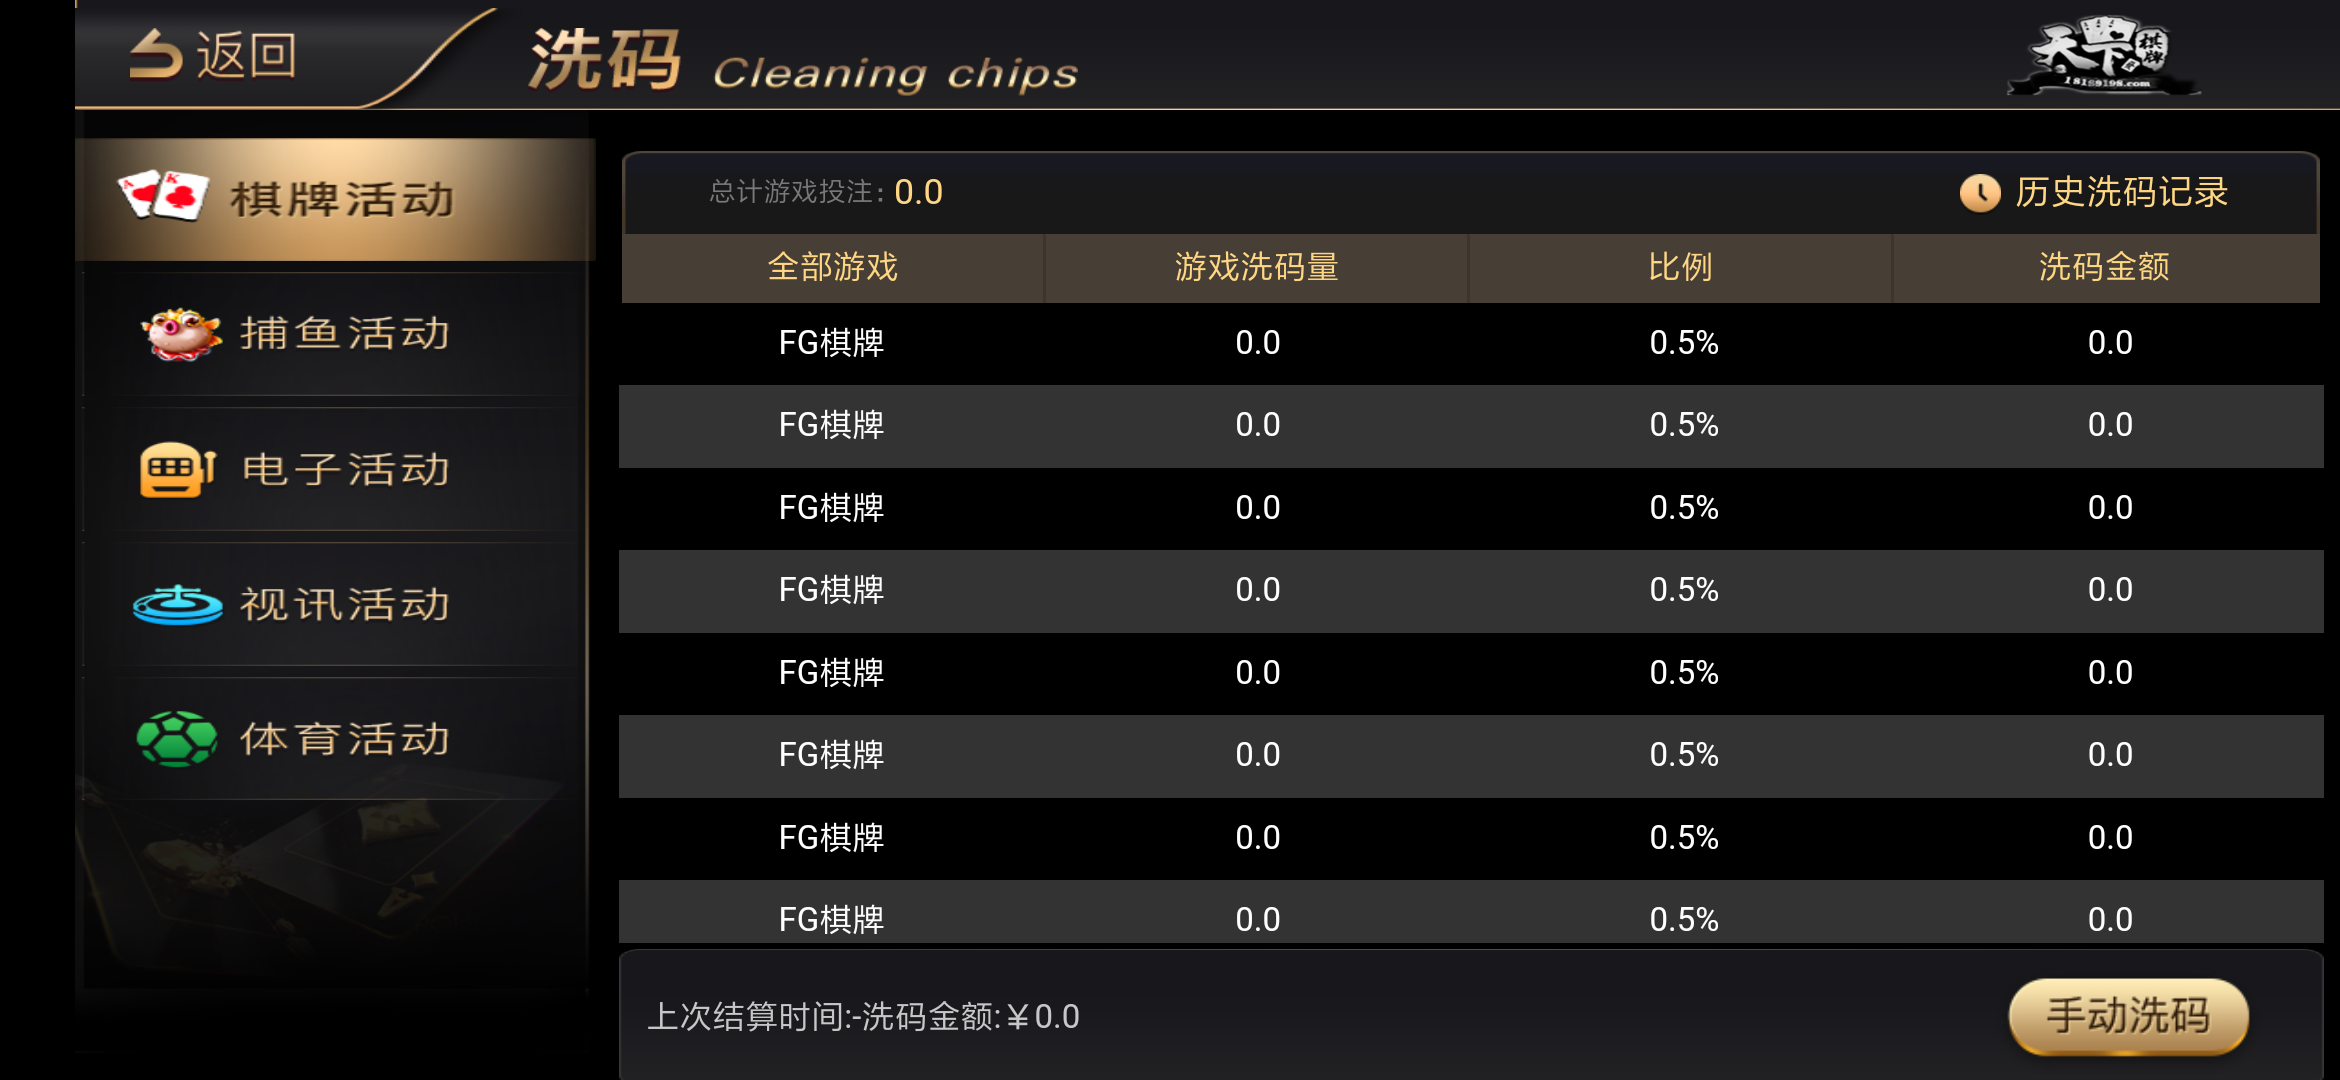 返回
洗码 Cleaning chips
天下棋牌
18189198.com
棋牌活动
捕鱼活动
电子活动
视讯活动
体育活动
总计游戏投注: 0.0
历史洗码记录
全部游戏 游戏洗码量 比例 洗码金额
FG棋牌 0.0 0.5% 0.0
FG棋牌 0.0 0.5% 0.0
FG棋牌 0.0 0.5% 0.0
FG棋牌 0.0 0.5% 0.0
FG棋牌 0.0 0.5% 0.0
FG棋牌 0.0 0.5% 0.0
FG棋牌 0.0 0.5% 0.0
FG棋牌 0.0 0.5% 0.0
上次结算时间:-洗码金额:￥0.0
手动洗码